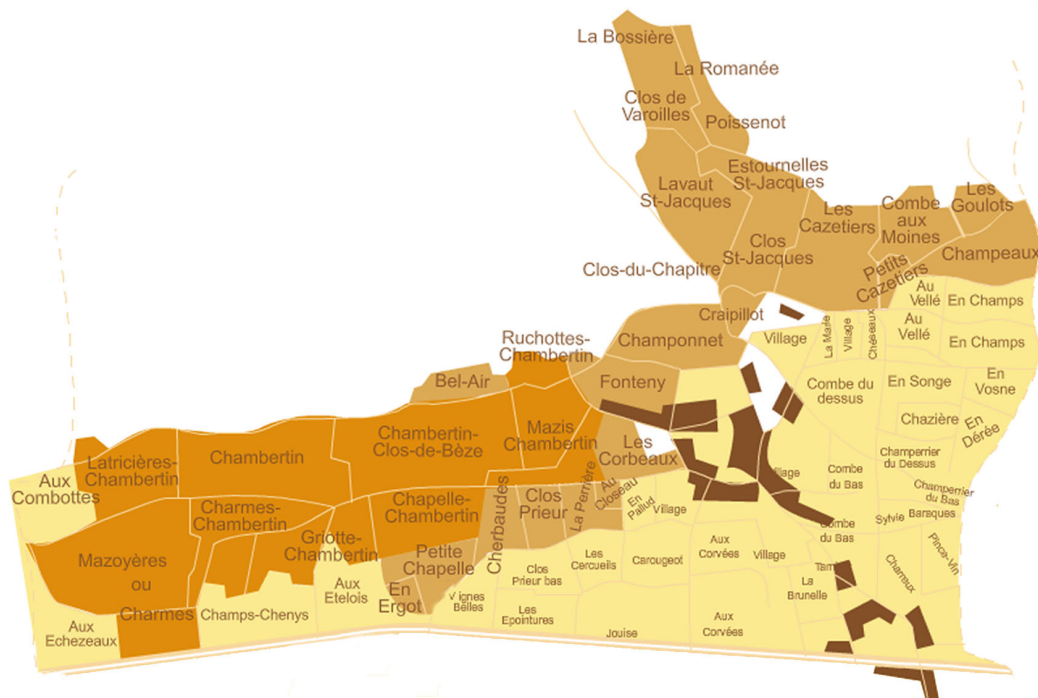 La Bossière
La Romanée
Clos de
Varoilles
Poissenot
Estournelles
St-Jacques
Lavaut
St-Jacques
Les
Cazetiers
Combe
aux
Moines
Les
Goulots
Clos
St-Jacques
Champeaux
Clos-du-Chapitre
Petits
Cazetiers
Au
Vellé
En Champs
Craipillot
Village
La Marie
Village
Chéseaux
Au
Vellé
En Champs
Ruchottes-
Chambertin
Champonnet
Bel-Air
Fonteny
Combe du
dessus
En Songe
En
Vosne
Chazière
En
Dérée
Chambertin-
Clos-de-Bèze
Mazis
Chambertin
Les
Corbeaux
Latricières-
Chambertin
Chambertin
Aux
Combottes
Champerrier
du Dessus
Village
Combe
du Bas
Champerrier
du Bas
Baraques
Charmes-
Chambertin
Chapelle-
Chambertin
Cherbaudes
Clos
Prieur
La Perrière
Au
Closeau
En
Pallud
Village
Combe
du Bas
Sylvie
Pince-Vin
Griotte-
Chambertin
Mazoyères
ou
Charmes
Petite
Chapelle
Clos
Prieur bas
Les
Cercueils
Carougeot
Aux
Corvées
Village
La
Brunelle
Charreux
En
Ergot
Aux
Etelois
Vignes
Belles
Les
Epointures
Champs-Chenys
Aux
Echezeaux
Jouise
Aux
Corvées